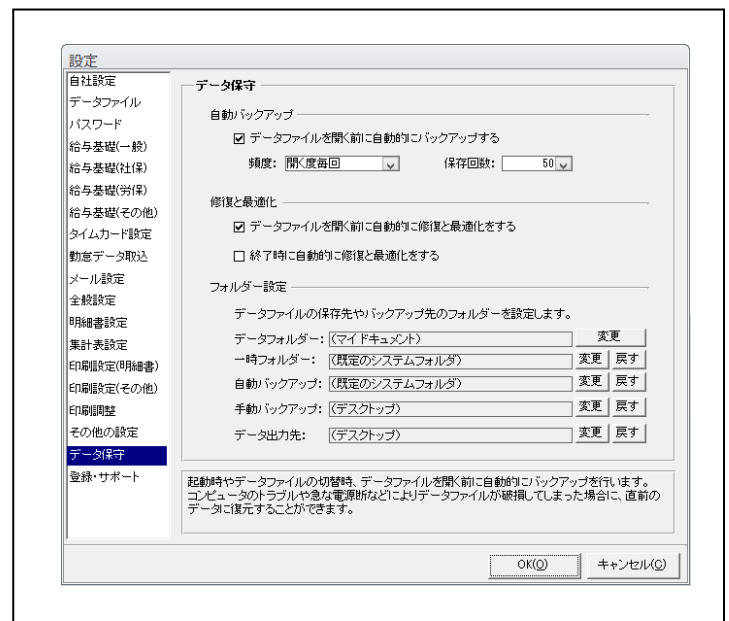 設定
自社設定
データファイル
パスワード
給与基礎(一般)
給与基礎(社保)
給与基礎(労保)
給与基礎(その他)
タイムカード設定
勤怠データ取込
メール設定
全般設定
明細書設定
集計表設定
印刷設定(明細書)
印刷設定(その他)
印刷調整
その他の設定
データ保守
登録・サポート
データ保守
自動バックアップ
データファイルを開く前に自動的にバックアップする
頻度: 開く度毎回 保存回数: 50
修復と最適化
データファイルを開く前に自動的に修復と最適化をする
終了時に自動的に修復と最適化をする
フォルダー設定
データファイルの保存先やバックアップ先のフォルダーを設定します。
データフォルダー: (マイドキュメント) 変更
一時フォルダー: (既定のシステムフォルダ) 変更 戻す
自動バックアップ: (既定のシステムフォルダ) 変更 戻す
手動バックアップ: (デスクトップ) 変更 戻す
データ出力先: (デスクトップ) 変更 戻す
起動時やデータファイルの切替時、データファイルを開く前に自動的にバックアップを行います。
コンピュータのトラブルや急な電源断などによりデータファイルが破損してしまった場合に、直前の
データに復元することができます。
OK(O) キャンセル(C)